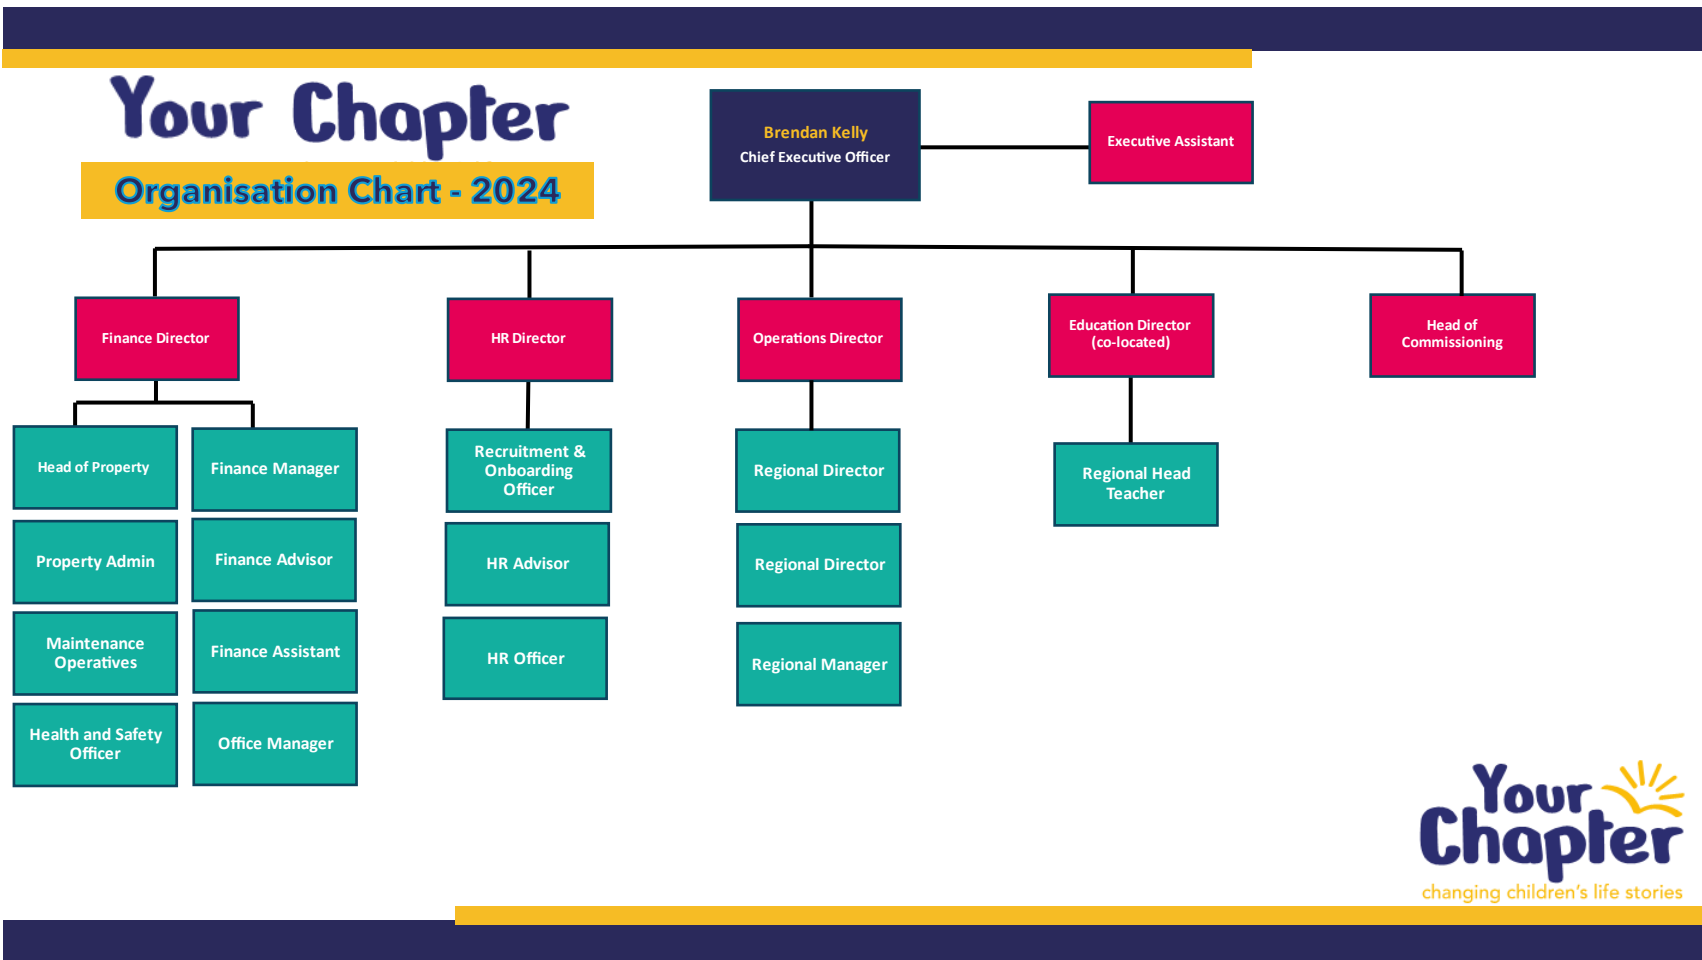 Your Chapter
Organisation Chart - 2024
Brendan Kelly
Chief Executive Officer
Executive Assistant
Finance Director
HR Director
Operations Director
Education Director
(co-located)
Head of
Commissioning
Head of Property
Finance Manager
Property Admin
Finance Advisor
Maintenance
Operatives
Finance Assistant
Health and Safety
Officer
Office Manager
Recruitment &
Onboarding
Officer
HR Advisor
HR Officer
Regional Director
Regional Director
Regional Manager
Regional Head
Teacher
Your
Chapter
changing children's life stories